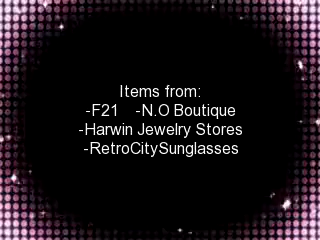 Items from:
-F21    -N.O Boutique
-Harwin Jewelry Stores
-RetroCitySunglasses